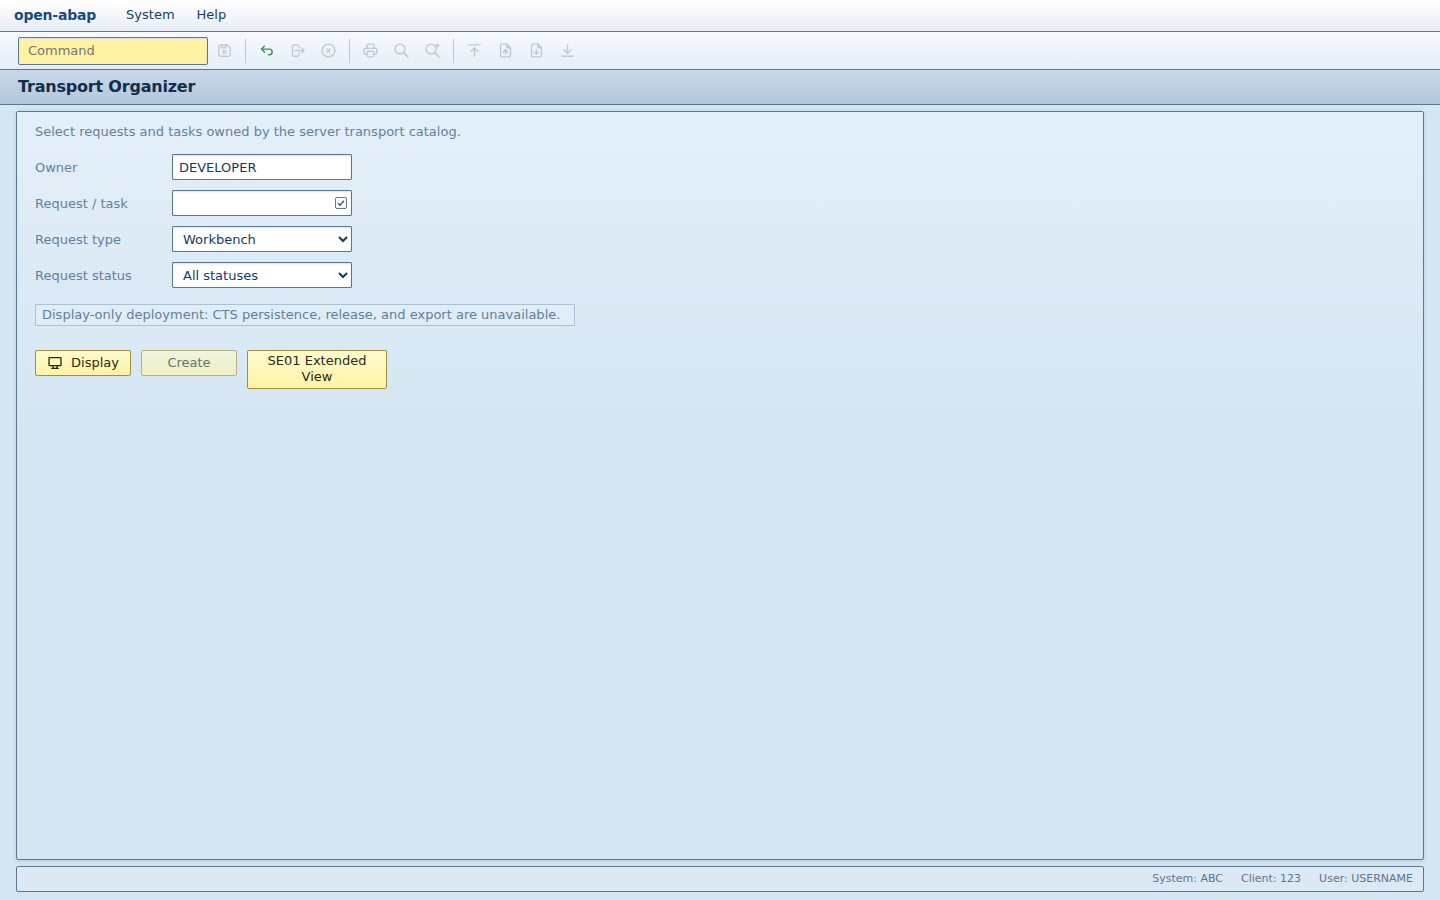 open-abap System Help
Command
Transport Organizer
Select requests and tasks owned by the server transport catalog.
Owner DEVELOPER
Request / task
Request type Workbench
Request status All statuses
Display-only deployment: CTS persistence, release, and export are unavailable.
Display Create SE01 Extended
View
System: ABC Client: 123 User: USERNAME